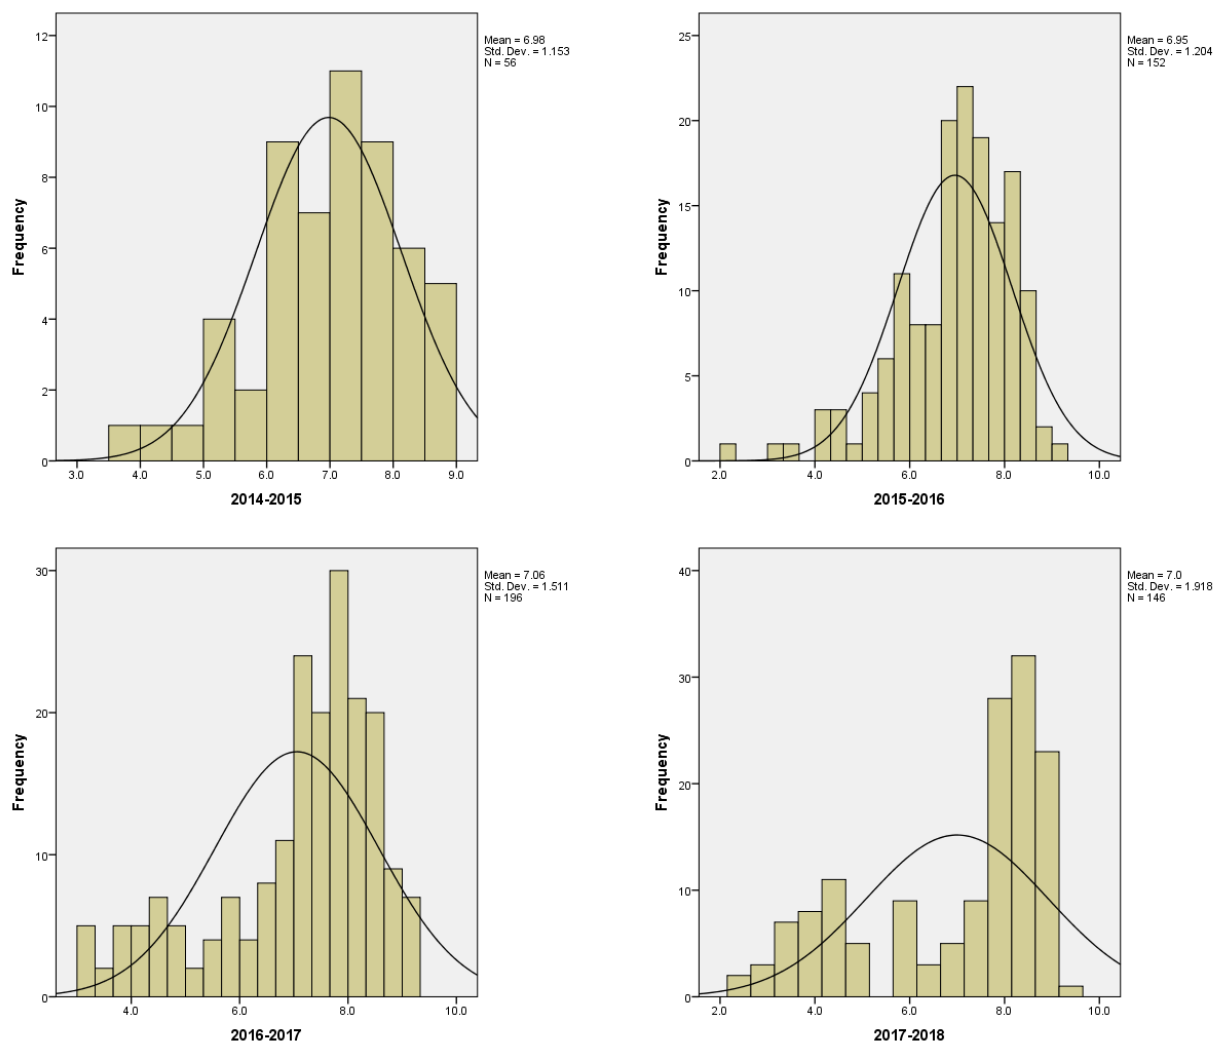 12
10
8
6
4
2
0
Frequency
3.0 4.0 5.0 6.0 7.0 8.0 9.0
2014-2015
Mean = 6.98
Std. Dev. = 1.153
N = 56
25
20
15
10
5
0
Frequency
2.0 4.0 6.0 8.0 10.0
2015-2016
Mean = 6.95
Std. Dev. = 1.204
N = 152
30
20
10
0
Frequency
4.0 6.0 8.0 10.0
2016-2017
Mean = 7.06
Std. Dev. = 1.511
N = 196
40
30
20
10
0
Frequency
2.0 4.0 6.0 8.0 10.0
2017-2018
Mean = 7.0
Std. Dev. = 1.918
N = 146